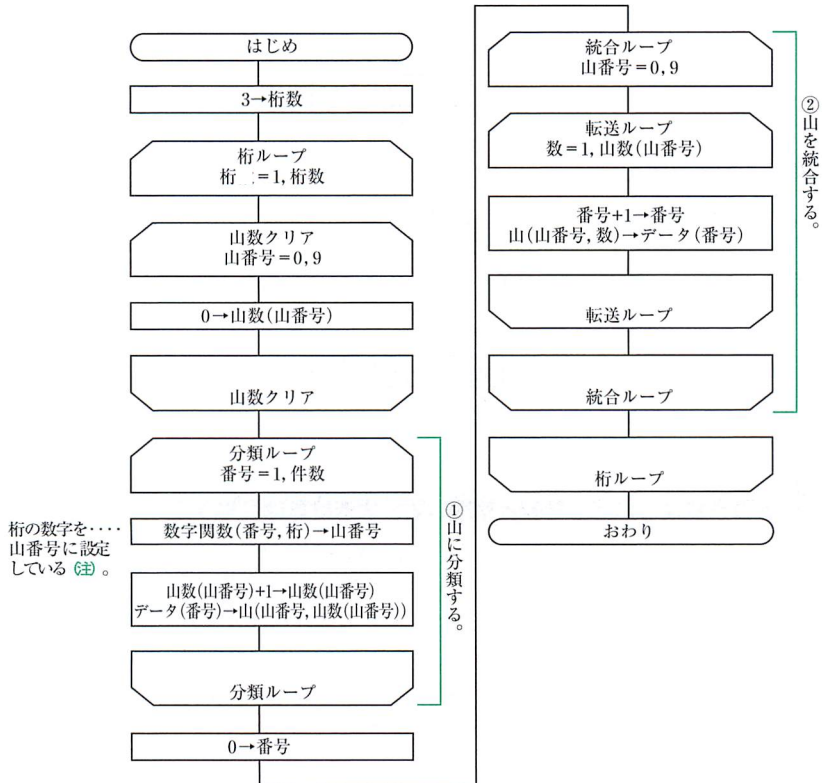 はじめ
3→桁数
桁ループ
桁 =1, 桁数
山数クリア
山番号=0, 9
0→山数(山番号)
山数クリア
分類ループ
番号=1, 件数
桁の数字を‥‥
山番号に設定
している(注)。
数字関数(番号, 桁)→山番号
山数(山番号)+1→山数(山番号)
データ(番号)→山(山番号, 山数(山番号))
①山に分類する。
分類ループ
0→番号
統合ループ
山番号=0, 9
転送ループ
数=1, 山数(山番号)
番号+1→番号
山(山番号, 数)→データ(番号)
②山を統合する。
転送ループ
統合ループ
桁ループ
おわり